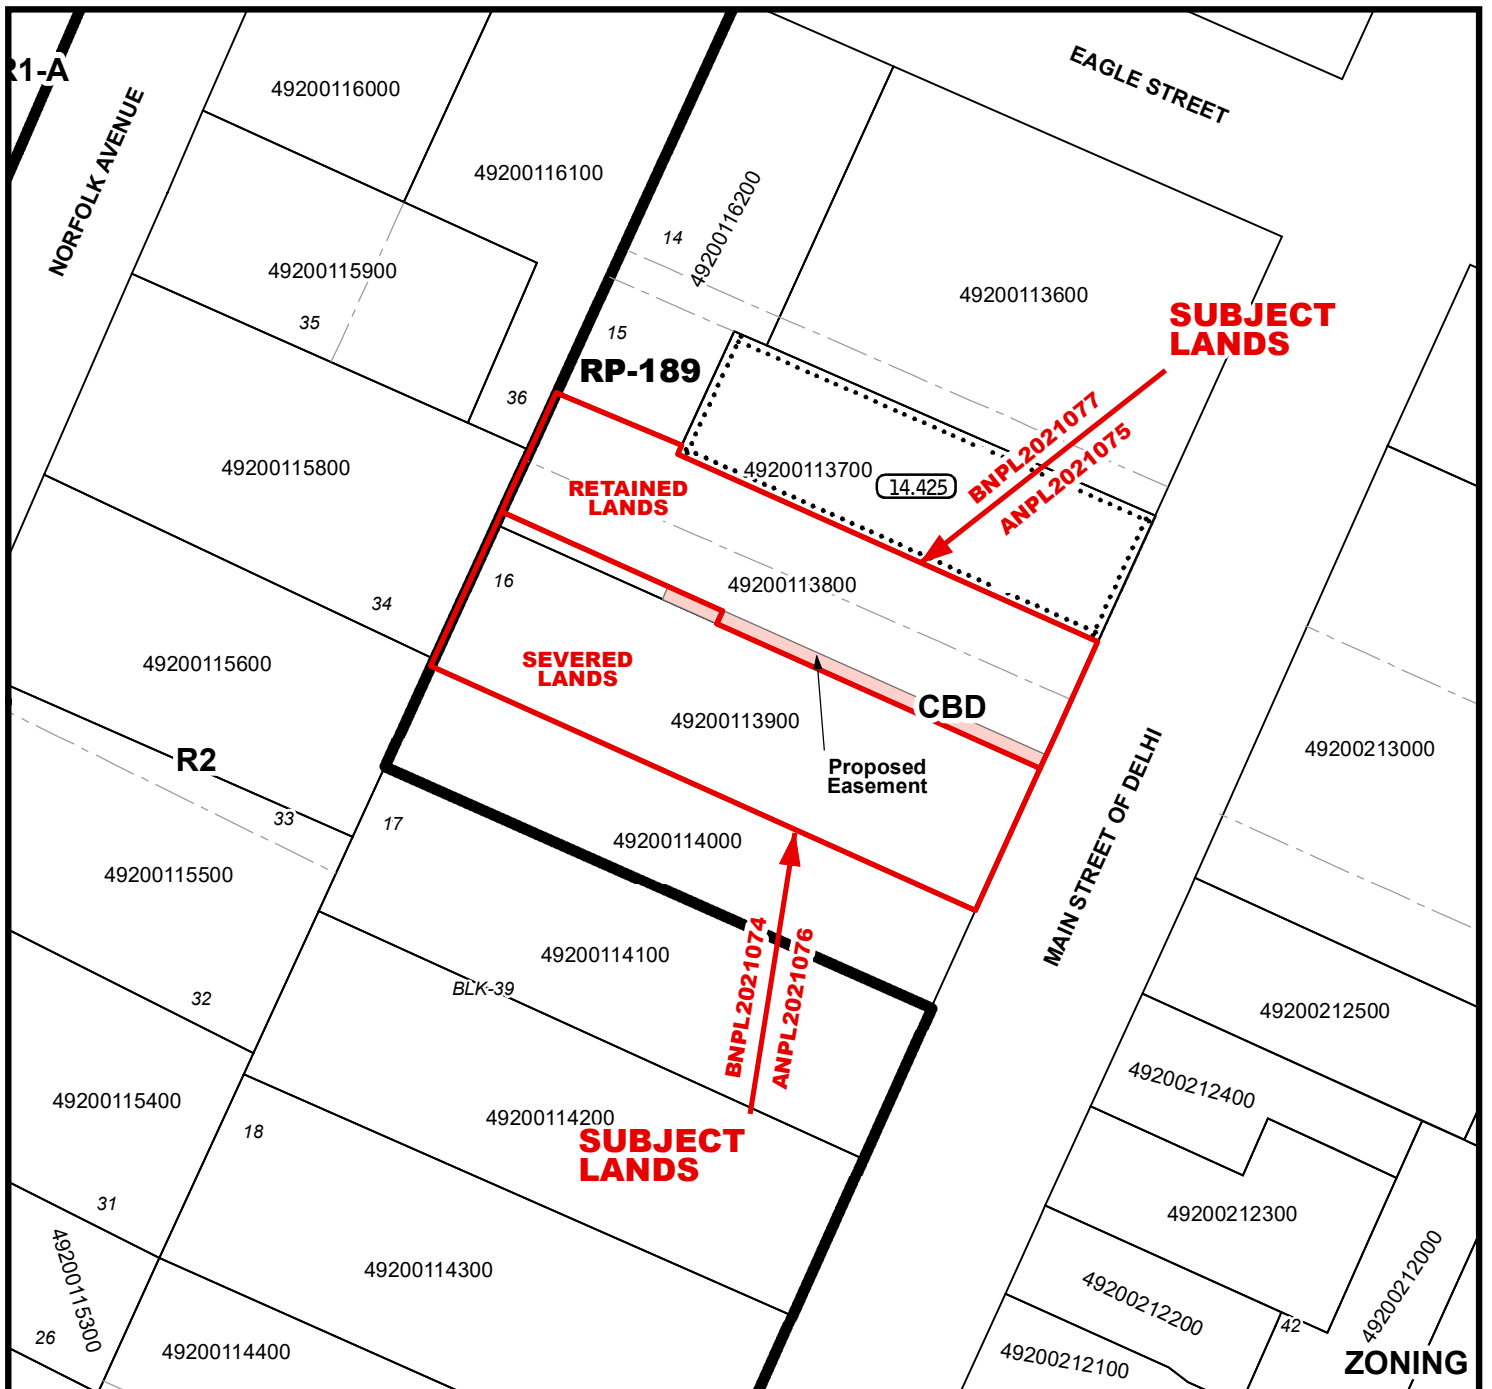 R1-A
NORFOLK AVENUE
EAGLE STREET
49200116000
49200116100
49200116200
14
49200115900
35
49200113600
SUBJECT
LANDS
15
RP-189
36
BNPL2021077
ANPL2021075
49200115800
49200113700
14.425
RETAINED
LANDS
16
49200113800
34
49200115600
SEVERED
LANDS
CBD
49200113900
Proposed
Easement
MAIN STREET OF DELHI
49200213000
R2
33
17
49200114000
49200115500
BNPL2021074
ANPL2021076
49200114100
BLK-39
32
49200212500
49200212400
49200115400
49200114200
18
SUBJECT
LANDS
31
49200212300
49200115300
49200114300
49200212000
49200212200
42
26
49200114400
49200212100
ZONING